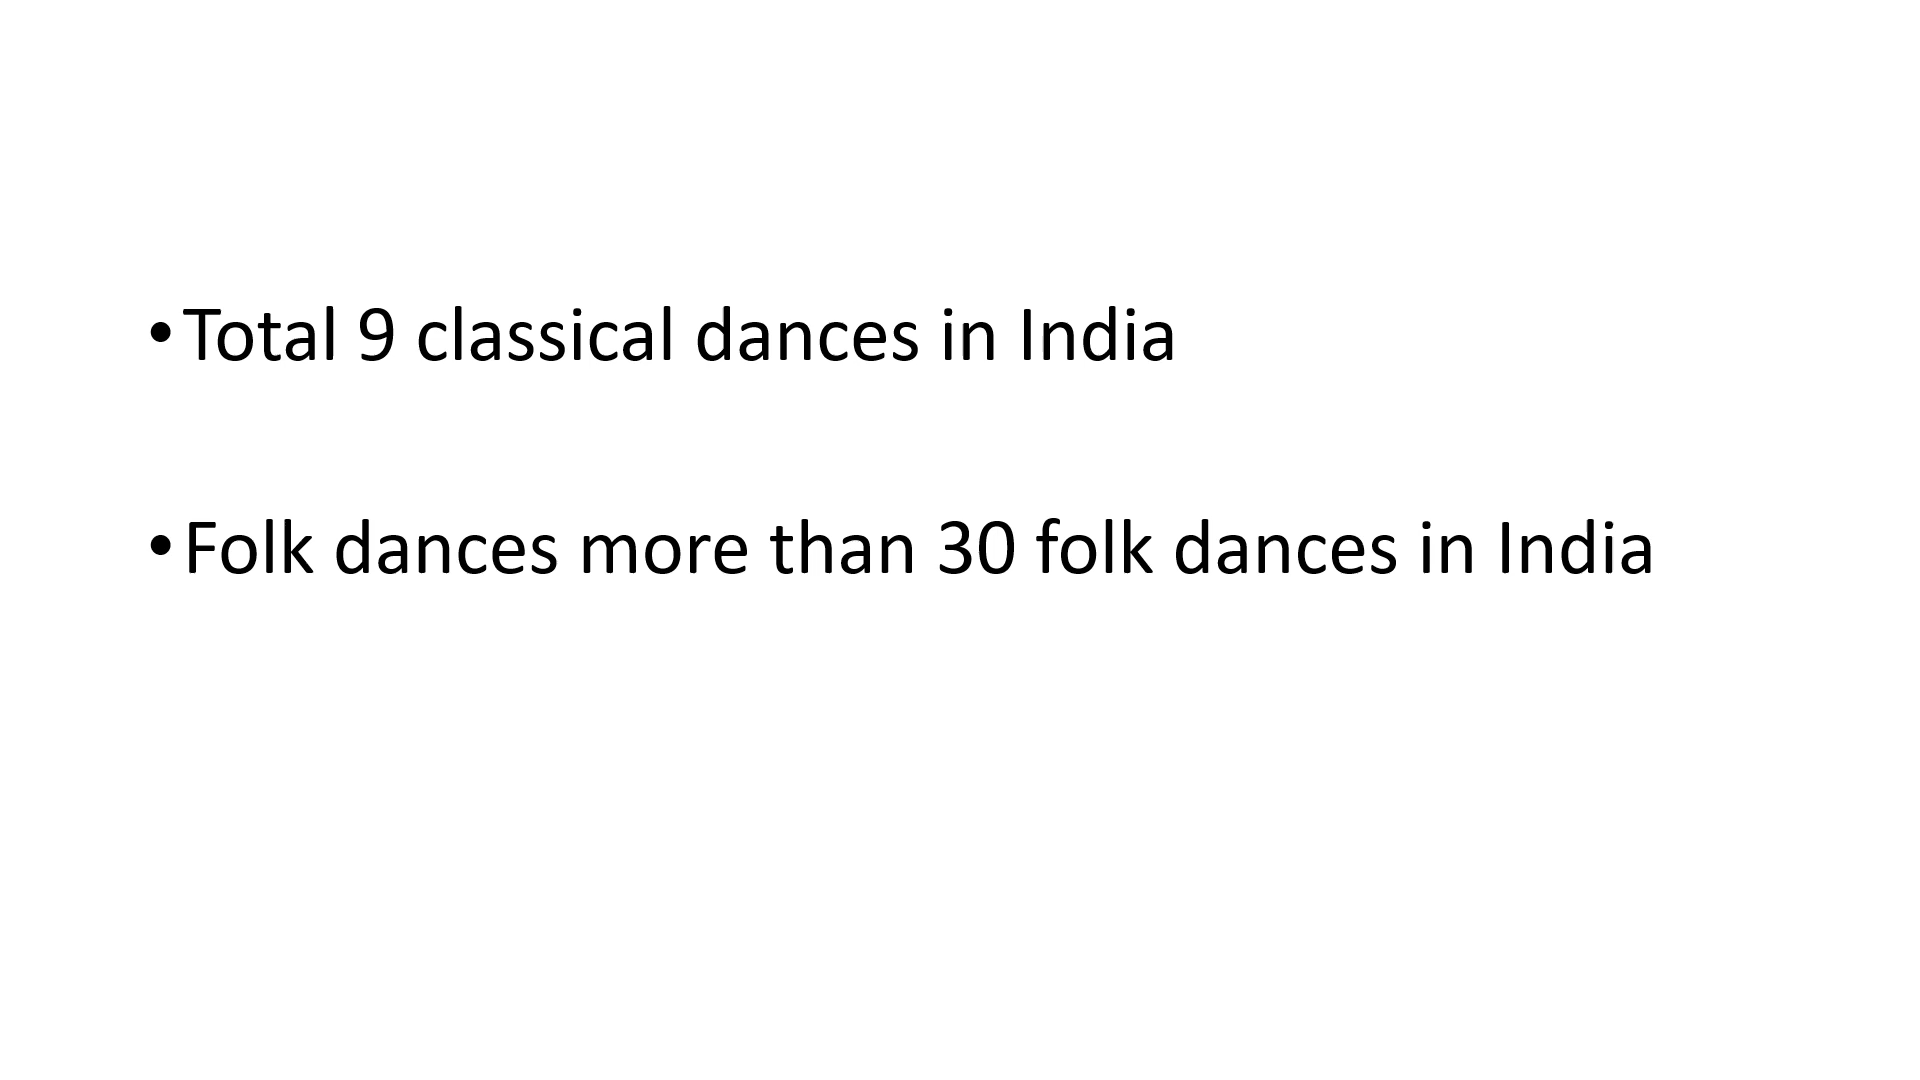 • Total 9 classical dances in India
• Folk dances more than 30 folk dances in India